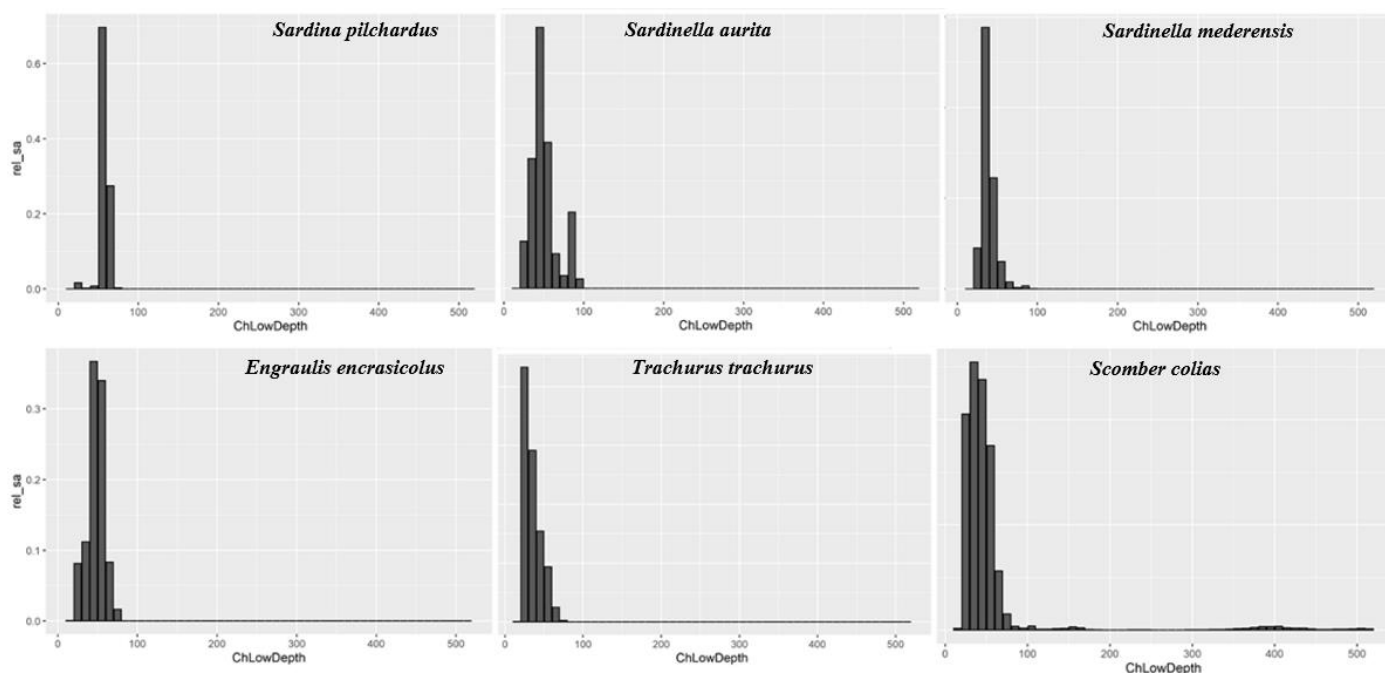 Sardina pilchardus
rel_sa
0.6
0.4
0.2
0.0
0 100 200 300 400 500
ChLowDepth
Sardinella aurita
0 100 200 300 400 500
ChLowDepth
Sardinella mederensis
0 100 200 300 400 500
ChLowDepth
Engraulis encrasicolus
rel_sa
0.3
0.2
0.1
0.0
0 100 200 300 400 500
ChLowDepth
Trachurus trachurus
0 100 200 300 400 500
ChLowDepth
Scomber colias
0 100 200 300 400 500
ChLowDepth